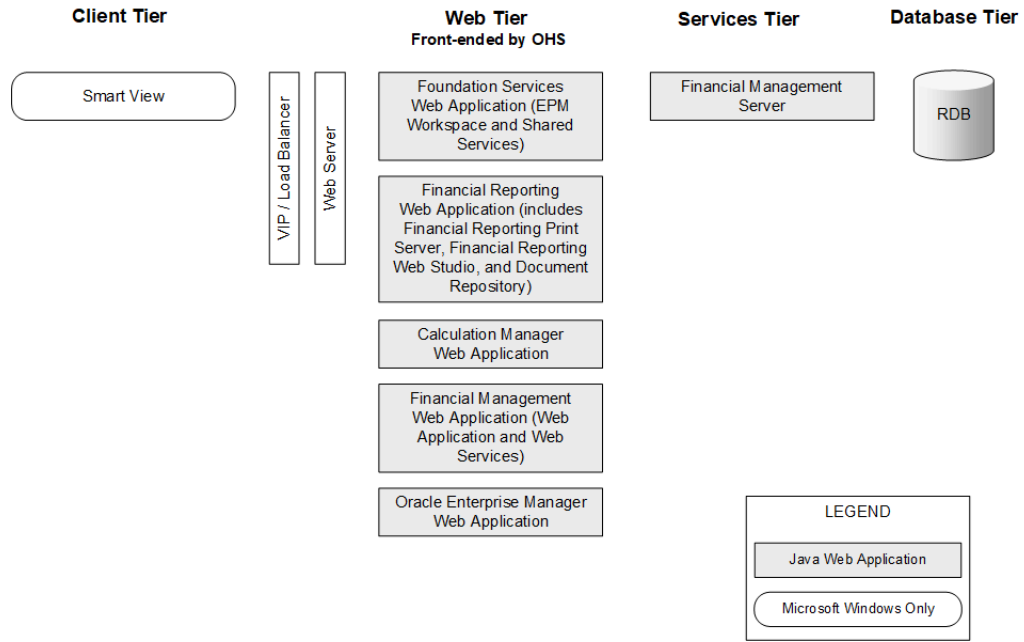 Client Tier
Web Tier
Front-ended by OHS
Services Tier
Database Tier
Smart View
VIP / Load Balancer
Web Server
Foundation Services
Web Application (EPM
Workspace and Shared
Services)
Financial Reporting
Web Application (includes
Financial Reporting Print
Server, Financial Reporting
Web Studio, and Document
Repository)
Calculation Manager
Web Application
Financial Management
Web Application (Web
Application and Web
Services)
Oracle Enterprise Manager
Web Application
Financial Management
Server
RDB
LEGEND
Java Web Application
Microsoft Windows Only